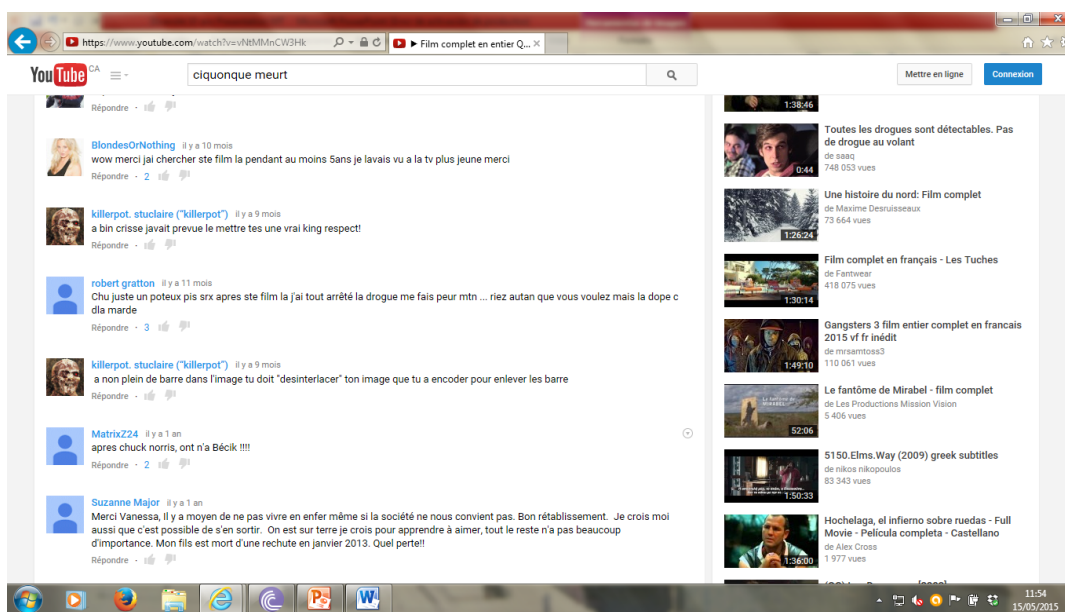 https://www.youtube.com/watch?v=vNtMMnCW3Hk
► Film complet en entier Q...
YouTube CA
ciquonque meurt
Mettre en ligne
Connexion
Répondre
BlondesOrNothing il y a 10 mois
wow merci jai chercher ste film la pendant au moins 5ans je lavais vu a la tv plus jeune merci
Répondre · 2
killerpot. stuclaire ("killerpot") il y a 9 mois
a bin crisse javait prevue le mettre tes une vrai king respect!
Répondre
robert gratton il y a 11 mois
Chu juste un poteux pis srx apres ste film la j'ai tout arrêté la drogue me fais peur mtn ... riez autan que vous voulez mais la dope c
dla marde
Répondre · 3
killerpot. stuclaire ("killerpot") il y a 9 mois
a non plein de barre dans l'image tu doit "desinterlacer" ton image que tu a encoder pour enlever les barre
Répondre
MatrixZ24 il y a 1 an
apres chuck norris, ont n'a Bécik !!!!
Répondre · 2
Suzanne Major il y a 1 an
Merci Vanessa, Il y a moyen de ne pas vivre en enfer même si la société ne nous convient pas. Bon rétablissement. Je crois moi
aussi que c'est possible de s'en sortir. On est sur terre je crois pour apprendre à aimer, tout le reste n'a pas beaucoup
d'importance. Mon fils est mort d'une rechute en janvier 2013. Quel perte!!
Répondre
1:38:46
Toutes les drogues sont détectables. Pas
de drogue au volant
de saaq
748 053 vues
0:44
Une histoire du nord: Film complet
de Maxime Desruisseaux
73 664 vues
1:26:24
Film complet en français - Les Tuches
de Fantwear
418 075 vues
1:30:14
Gangsters 3 film entier complet en francais
2015 vf fr inédit
de mrsamtoss3
110 061 vues
1:49:10
Le fantôme de Mirabel - film complet
de Les Productions Mission Vision
5 406 vues
52:06
5150.Elms.Way (2009) greek subtitles
de nikos nikopoulos
83 343 vues
1:50:33
Hochelaga, el infierno sobre ruedas - Full
Movie - Película completa - Castellano
de Alex Cross
1 977 vues
1:36:00
11:54
15/05/2015